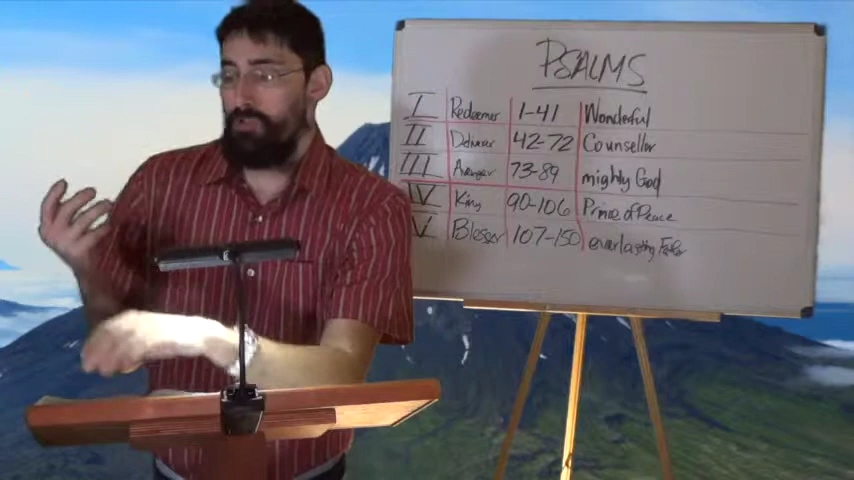 PSALMS
I Redeemer 1-41 Wonderful
II Deliverer 42-72 Counsellor
III Avenger 73-89 mighty God
IV King 90-106 Prince of Peace
V Blesser 107-150 everlasting Father